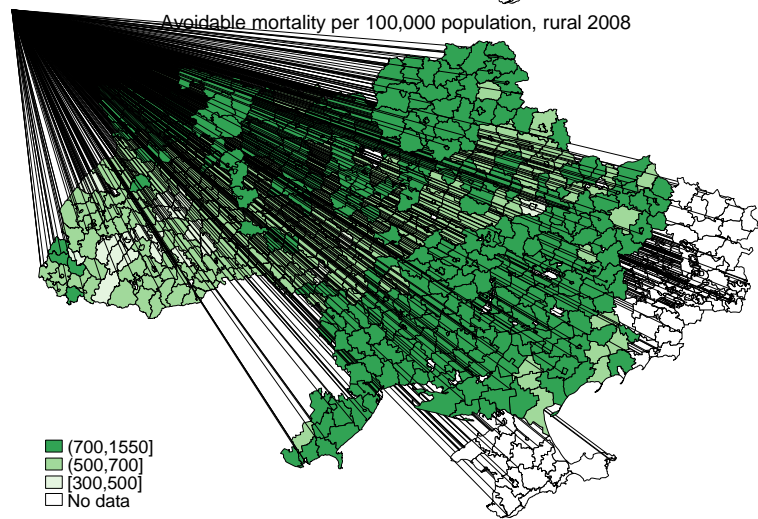 Avoidable mortality per 100,000 population, rural 2008
(700,1550]
(500,700]
[300,500]
No data